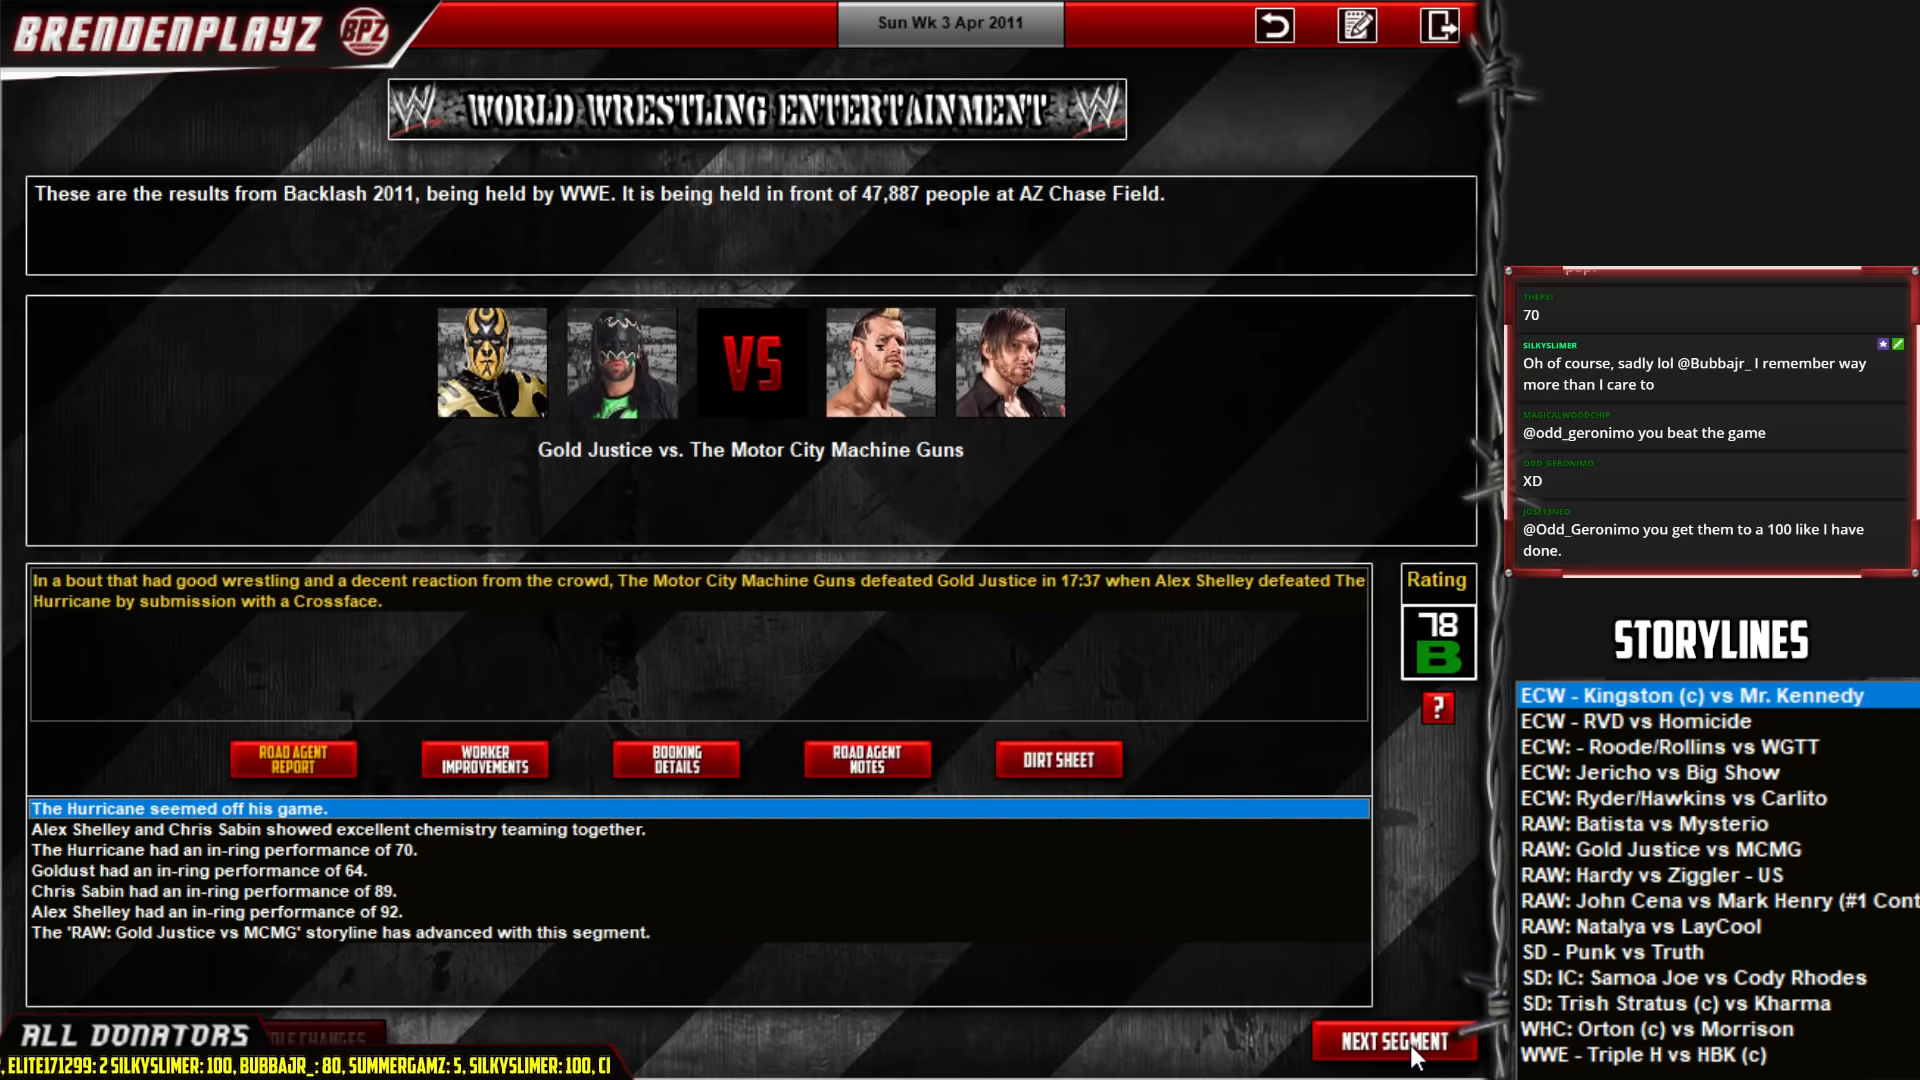 BRENDENPLAYZ
BPZ
Sun Wk 3 Apr 2011
W WORLD WRESTLING ENTERTAINMENT W
These are the results from Backlash 2011, being held by WWE. It is being held in front of 47,887 people at AZ Chase Field.
VS
Gold Justice vs. The Motor City Machine Guns
In a bout that had good wrestling and a decent reaction from the crowd, The Motor City Machine Guns defeated Gold Justice in 17:37 when Alex Shelley defeated The
Hurricane by submission with a Crossface.
Rating
78
B
?
ROAD AGENT
REPORT
WORKER
IMPROVEMENTS
BOOKING
DETAILS
ROAD AGENT
NOTES
DIRT SHEET
The Hurricane seemed off his game.
Alex Shelley and Chris Sabin showed excellent chemistry teaming together.
The Hurricane had an in-ring performance of 70.
Goldust had an in-ring performance of 64.
Chris Sabin had an in-ring performance of 89.
Alex Shelley had an in-ring performance of 92.
The 'RAW: Gold Justice vs MCMG' storyline has advanced with this segment.
NEXT SEGMENT
ALL DONATORS
CHANGES
, ELITE171299: 2 SILKYSLIMER: 100, BUBBAJR_: 80, SUMMERGAMZ: 5, SILKYSLIMER: 100, CI
THEPXI
70
SILKYSLIMER
Oh of course, sadly lol @Bubbajr_ I remember way
more than I care to
MAGICALWOODCHIP
@odd_geronimo you beat the game
ODD_GERONIMO
XD
JOSE13NEO
@Odd_Geronimo you get them to a 100 like I have
done.
STORYLINES
ECW - Kingston (c) vs Mr. Kennedy
ECW - RVD vs Homicide
ECW: - Roode/Rollins vs WGTT
ECW: Jericho vs Big Show
ECW: Ryder/Hawkins vs Carlito
RAW: Batista vs Mysterio
RAW: Gold Justice vs MCMG
RAW: Hardy vs Ziggler - US
RAW: John Cena vs Mark Henry (#1 Cont
RAW: Natalya vs LayCool
SD - Punk vs Truth
SD: IC: Samoa Joe vs Cody Rhodes
SD: Trish Stratus (c) vs Kharma
WHC: Orton (c) vs Morrison
WWE - Triple H vs HBK (c)